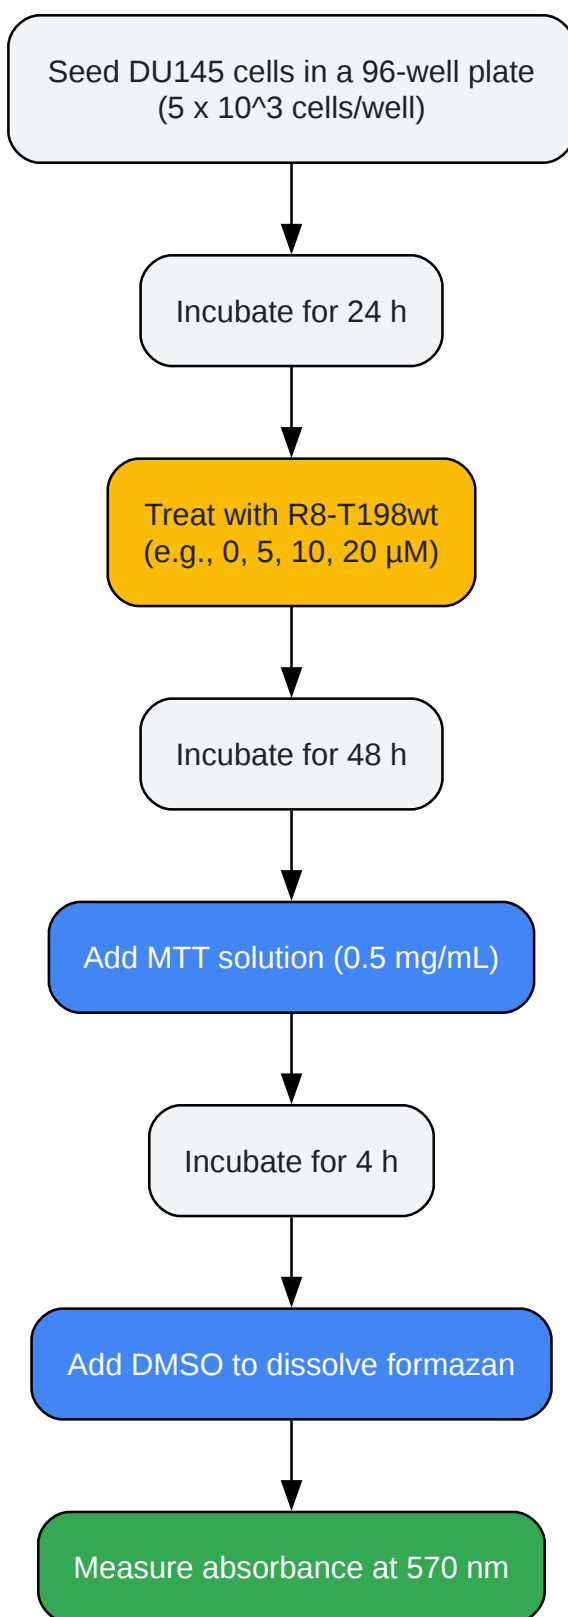 Seed DU145 cells in a 96-well plate
(5 x 10^3 cells/well)
Incubate for 24 h
Treat with R8-T198wt
(e.g., 0, 5, 10, 20 µM)
Incubate for 48 h
Add MTT solution (0.5 mg/mL)
Incubate for 4 h
Add DMSO to dissolve formazan
Measure absorbance at 570 nm